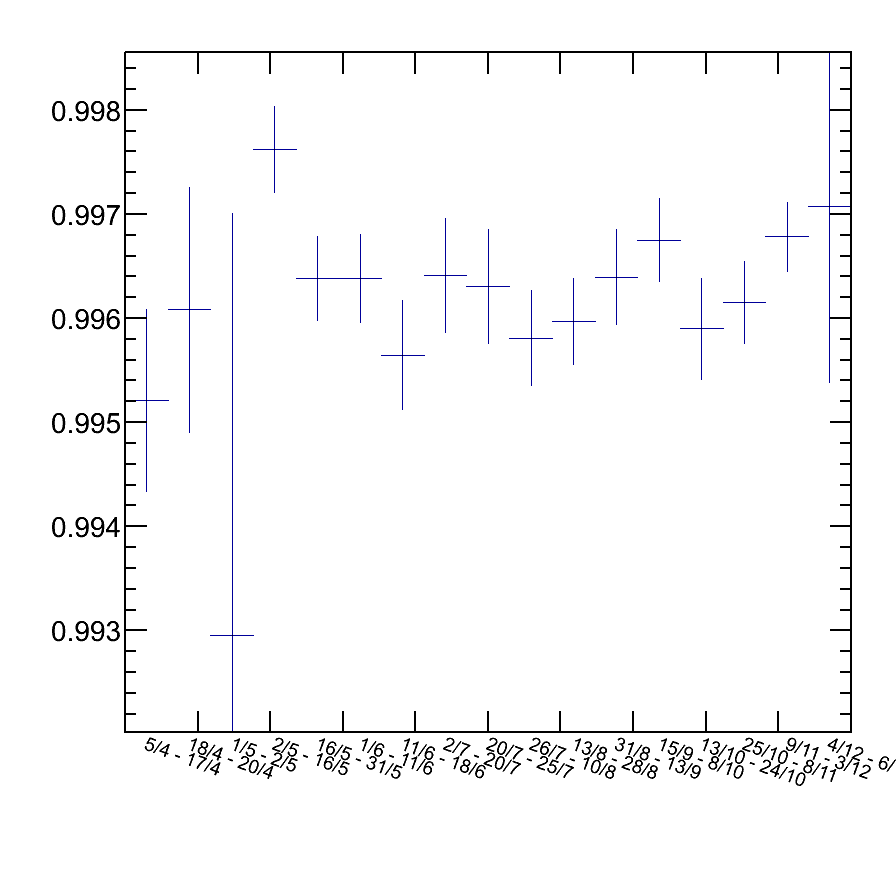 0.998
0.997
0.996
0.995
0.994
0.993
5/4 - 17/4
18/4 - 20/4
1/5 - 2/5
2/5 - 16/5
16/5 - 31/5
1/6 - 11/6
11/6 - 18/6
2/7 - 20/7
20/7 - 25/7
26/7 - 10/8
13/8 - 28/8
31/8 - 13/9
15/9 - 8/10
13/10 - 24/10
25/10 - 8/11
9/11 - 3/12
4/12 - 6/